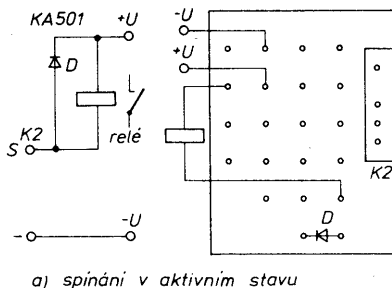 KA501
+U
-U
+U
D
relé
K2
S
K2
D
-U
a) spínání v aktivním stavu